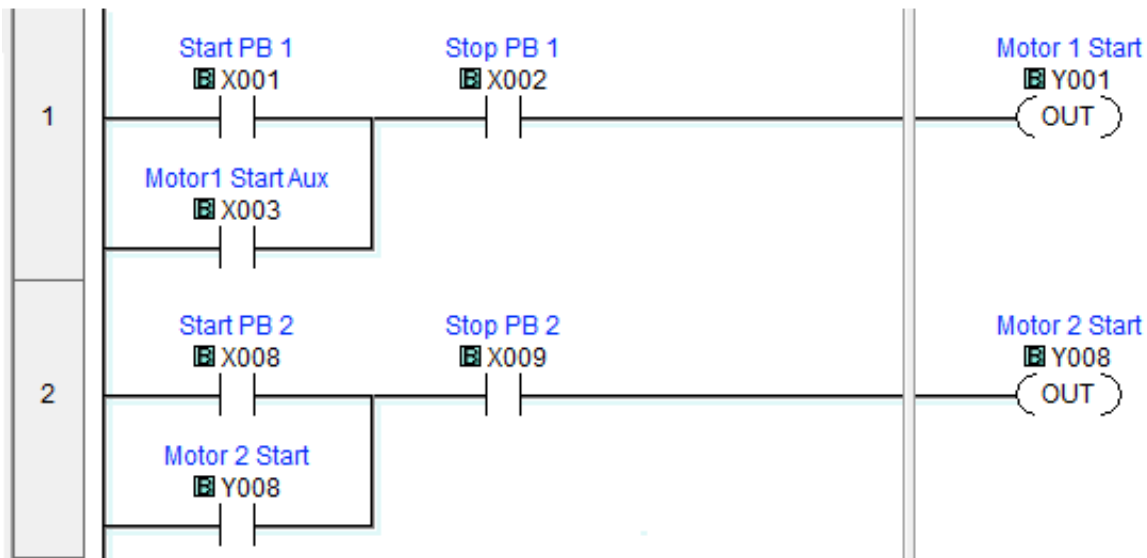 Start PB 1 Stop PB 1 Motor 1 Start
B X001 B X002 B Y001
1 OUT
Motor1 Start Aux
B X003
Start PB 2 Stop PB 2 Motor 2 Start
B X008 B X009 B Y008
2 OUT
Motor 2 Start
B Y008